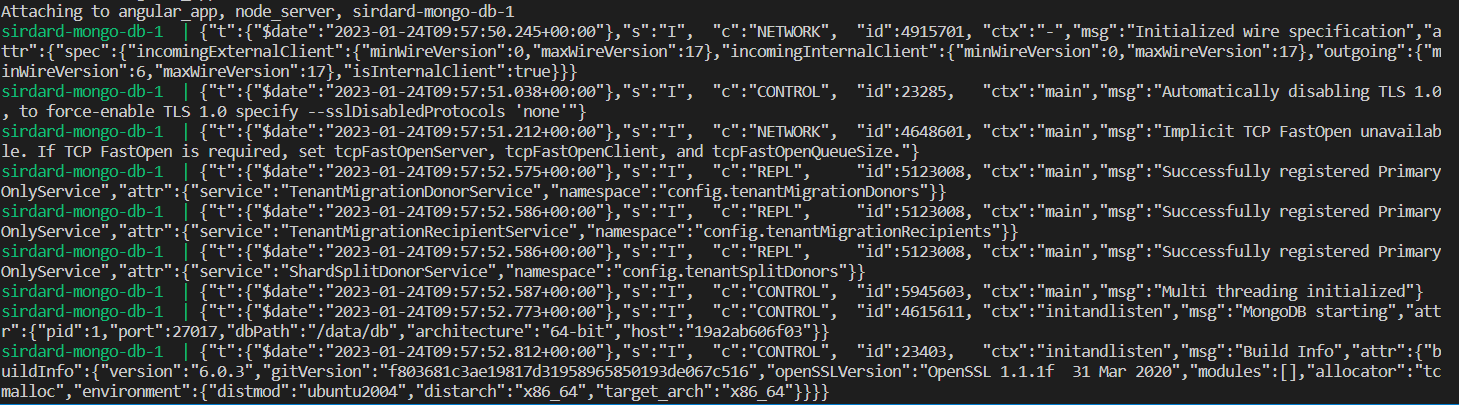 Attaching to angular_app, node_server, sirdard-mongo-db-1
sirdard-mongo-db-1  | {"t":{"$date":"2023-01-24T09:57:50.245+00:00"},"s":"I",  "c":"NETWORK",  "id":4915701, "ctx":"-","msg":"Initialized wire specification","a
ttr":{"spec":{"incomingExternalClient":{"minWireVersion":0,"maxWireVersion":17},"incomingInternalClient":{"minWireVersion":0,"maxWireVersion":17},"outgoing":{"m
inWireVersion":6,"maxWireVersion":17},"isInternalClient":true}}}
sirdard-mongo-db-1  | {"t":{"$date":"2023-01-24T09:57:51.038+00:00"},"s":"I",  "c":"CONTROL",  "id":23285,   "ctx":"main","msg":"Automatically disabling TLS 1.0
, to force-enable TLS 1.0 specify --sslDisabledProtocols 'none'"}
sirdard-mongo-db-1  | {"t":{"$date":"2023-01-24T09:57:51.212+00:00"},"s":"I",  "c":"NETWORK",  "id":4648601, "ctx":"main","msg":"Implicit TCP FastOpen unavailab
le. If TCP FastOpen is required, set tcpFastOpenServer, tcpFastOpenClient, and tcpFastOpenQueueSize."}
sirdard-mongo-db-1  | {"t":{"$date":"2023-01-24T09:57:52.575+00:00"},"s":"I",  "c":"REPL",     "id":5123008, "ctx":"main","msg":"Successfully registered Primary
OnlyService","attr":{"service":"TenantMigrationDonorService","namespace":"config.tenantMigrationDonors"}}
sirdard-mongo-db-1  | {"t":{"$date":"2023-01-24T09:57:52.586+00:00"},"s":"I",  "c":"REPL",     "id":5123008, "ctx":"main","msg":"Successfully registered Primary
OnlyService","attr":{"service":"TenantMigrationRecipientService","namespace":"config.tenantMigrationRecipients"}}
sirdard-mongo-db-1  | {"t":{"$date":"2023-01-24T09:57:52.586+00:00"},"s":"I",  "c":"REPL",     "id":5123008, "ctx":"main","msg":"Successfully registered Primary
OnlyService","attr":{"service":"ShardSplitDonorService","namespace":"config.tenantSplitDonors"}}
sirdard-mongo-db-1  | {"t":{"$date":"2023-01-24T09:57:52.587+00:00"},"s":"I",  "c":"CONTROL",  "id":5945603, "ctx":"main","msg":"Multi threading initialized"}
sirdard-mongo-db-1  | {"t":{"$date":"2023-01-24T09:57:52.773+00:00"},"s":"I",  "c":"CONTROL",  "id":4615611, "ctx":"initandlisten","msg":"MongoDB starting","att
r":{"pid":1,"port":27017,"dbPath":"/data/db","architecture":"64-bit","host":"19a2ab606f03"}}
sirdard-mongo-db-1  | {"t":{"$date":"2023-01-24T09:57:52.812+00:00"},"s":"I",  "c":"CONTROL",  "id":23403,   "ctx":"initandlisten","msg":"Build Info","attr":{"b
uildInfo":{"version":"6.0.3","gitVersion":"f803681c3ae19817d31958965850193de067c516","openSSLVersion":"OpenSSL 1.1.1f  31 Mar 2020","modules":[],"allocator":"tc
malloc","environment":{"distmod":"ubuntu2004","distarch":"x86_64","target_arch":"x86_64"}}}}